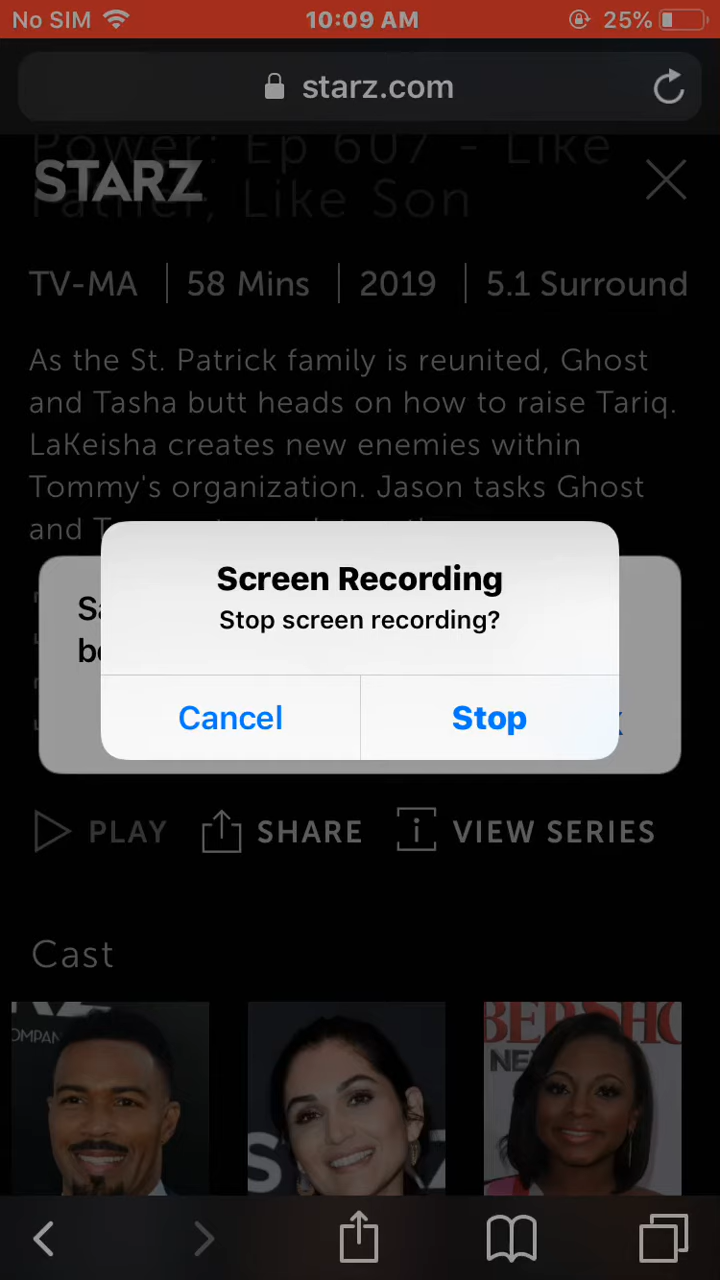 No SIM 10:09 AM 25%
starz.com
Power: Ep 607 - Like
STARZ
Father, Like Son
TV-MA | 58 Mins | 2019 | 5.1 Surround
As the St. Patrick family is reunited, Ghost
and Tasha butt heads on how to raise Tariq.
LaKeisha creates new enemies within
Tommy's organization. Jason tasks Ghost
and
Screen Recording
Stop screen recording?
Cancel Stop
PLAY SHARE VIEW SERIES
Cast